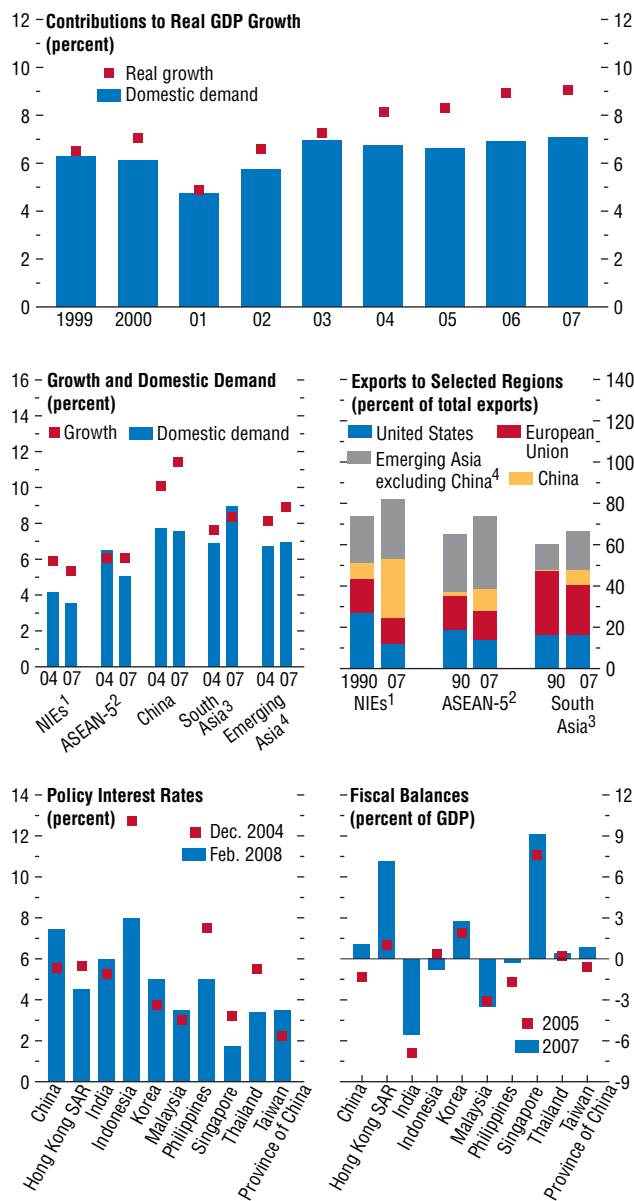 Contributions to Real GDP Growth
(percent)
Real growth
Domestic demand
12
10
8
6
4
2
0
12
10
8
6
4
2
0
1999 2000 01 02 03 04 05 06 07
Growth and Domestic Demand
(percent)
Growth Domestic demand
16
14
12
10
8
6
4
2
0
04 07 04 07 04 07 04 07 04 07
NIEs1
ASEAN-52
China
South
Asia3
Emerging
Asia4
Exports to Selected Regions
(percent of total exports)
United States
European
Union
Emerging Asia
excluding China4
China
140
120
100
80
60
40
20
0
1990 07 90 07 90 07
NIEs1
ASEAN-52
South
Asia3
Policy Interest Rates
(percent)
Dec. 2004
Feb. 2008
14
12
10
8
6
4
2
0
China
Hong Kong SAR
India
Indonesia
Korea
Malaysia
Philippines
Singapore
Thailand
Taiwan
Province of China
Fiscal Balances
(percent of GDP)
2005
2007
12
9
6
3
0
-3
-6
-9
China
Hong Kong SAR
India
Indonesia
Korea
Malaysia
Philippines
Singapore
Thailand
Taiwan
Province of China